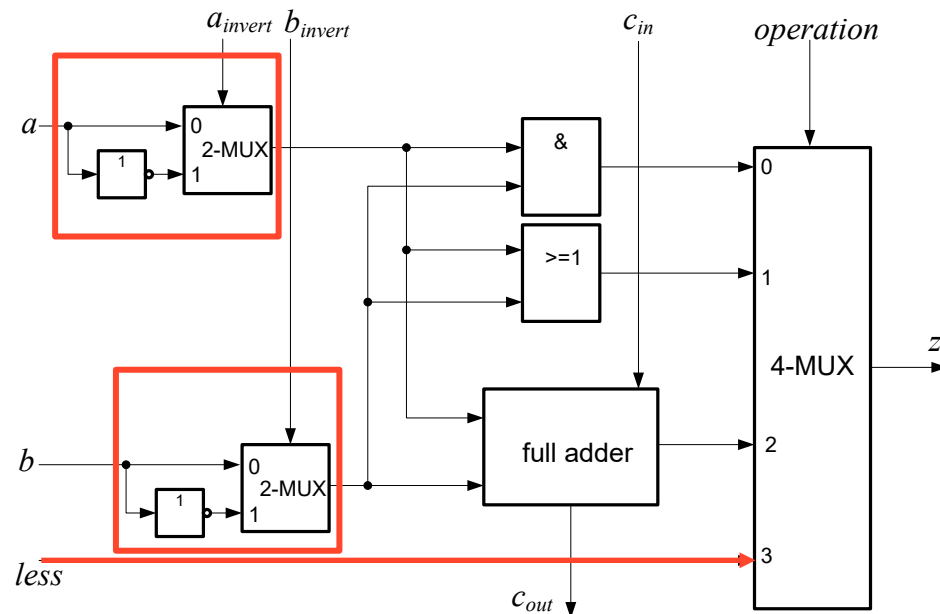 a_invert b_invert c_in operation
a
0
2-MUX
1
1
&
0
>=1
1
z
4-MUX
b
0
2-MUX
1
1
full adder
2
less
3
c_out